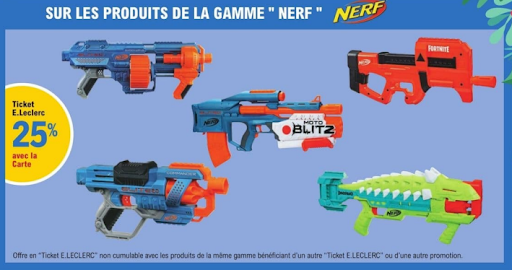 SUR LES PRODUITS DE LA GAMME " NERF " NERF
FORTNITE
Ticket
E.Leclerc
25%
avec la
Carte
NERF
MOTO
BLITZ
NERF
Offre en "Ticket E.LECLERC" non cumulable avec les produits de la même gamme bénéficiant d'un autre "Ticket E.LECLERC" ou d'une autre promotion.